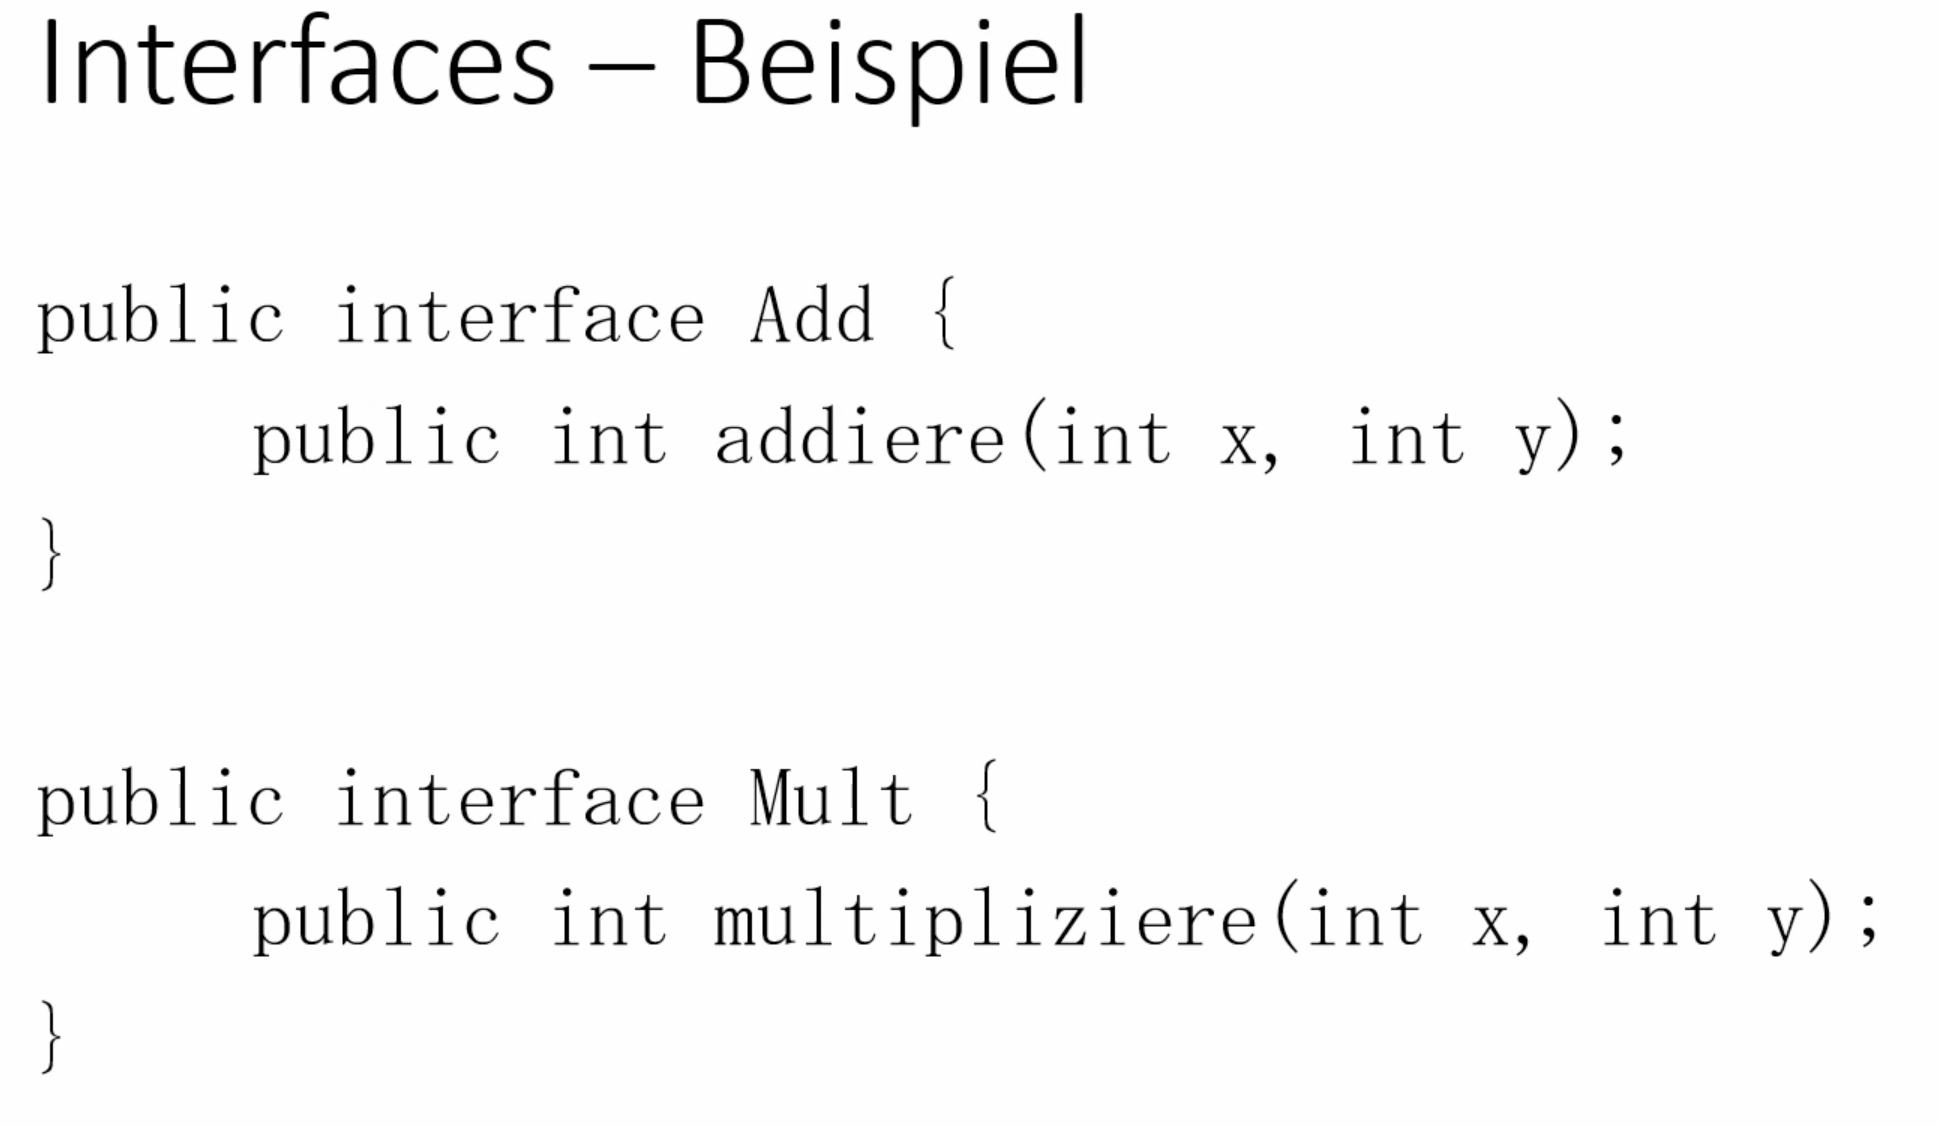 Interfaces – Beispiel
public interface Add {
public int addiere(int x, int y);
}
public interface Mult {
public int multipliziere(int x, int y);
}